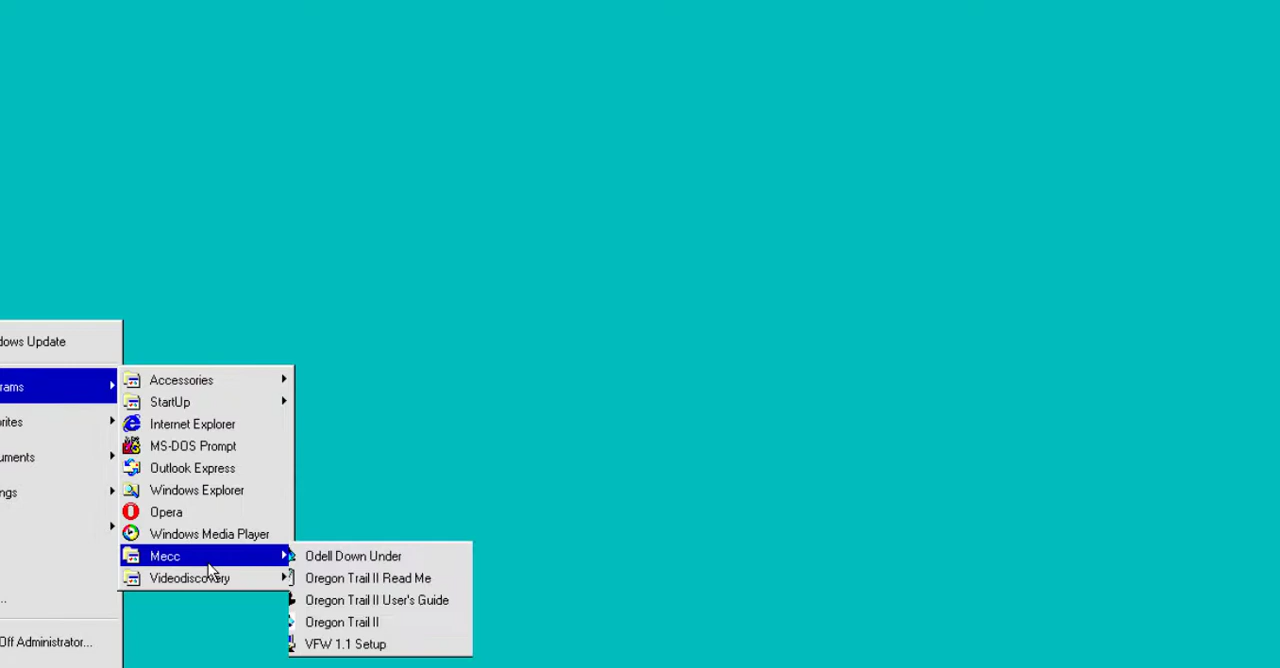 dows Update
rams
orites
uments
ngs
...
Off Administrator...
Accessories
StartUp
Internet Explorer
MS-DOS Prompt
Outlook Express
Windows Explorer
Opera
Windows Media Player
Mecc
Videodiscovery
Odell Down Under
Oregon Trail II Read Me
Oregon Trail II User's Guide
Oregon Trail II
VFW 1.1 Setup